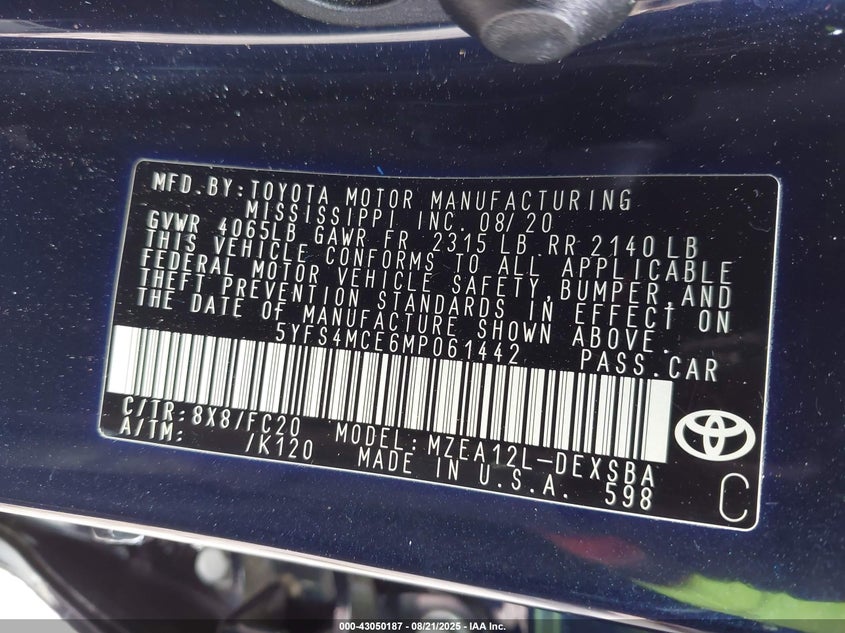 MFD.BY:TOYOTA MOTOR MANUFACTURING
MISSISSIPPI INC. 08/20
GVWR 4065LB GAWR FR 2315 LB RR 2140 LB
THIS VEHICLE CONFORMS TO ALL APPLICABLE
FEDERAL MOTOR VEHICLE SAFETY,BUMPER,AND
THEFT PREVENTION STANDARDS IN EFFECT ON
THE DATE OF MANUFACTURE SHOWN ABOVE.
5YFS4MCE6MP061442 PASS.CAR
C/TR:8X8/FC20 MODEL:MZEA12L-DEXSBA
A/TM: /K120 MADE IN U.S.A. 598
C
000-43050187 - 08/21/2025 - IAA Inc.